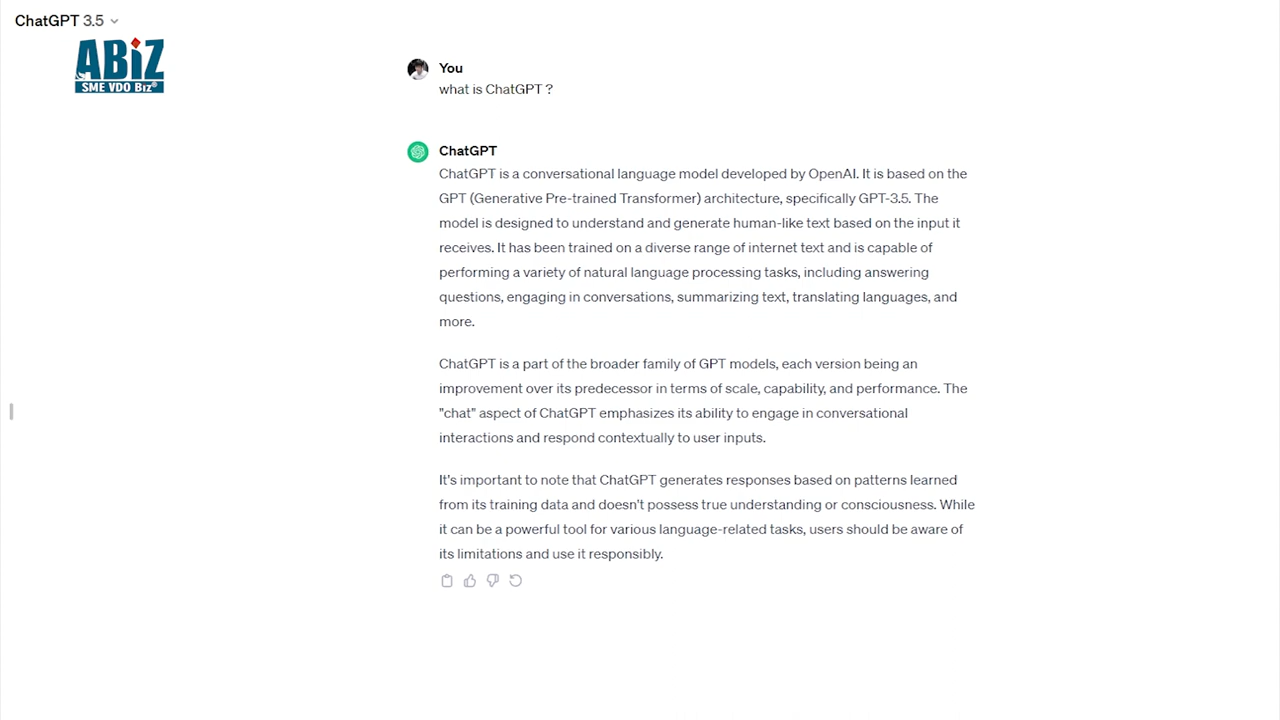 ChatGPT 3.5
ABiZ
SME VDO Biz®
You
what is ChatGPT ?
ChatGPT
ChatGPT is a conversational language model developed by OpenAI. It is based on the
GPT (Generative Pre-trained Transformer) architecture, specifically GPT-3.5. The
model is designed to understand and generate human-like text based on the input it
receives. It has been trained on a diverse range of internet text and is capable of
performing a variety of natural language processing tasks, including answering
questions, engaging in conversations, summarizing text, translating languages, and
more.
ChatGPT is a part of the broader family of GPT models, each version being an
improvement over its predecessor in terms of scale, capability, and performance. The
"chat" aspect of ChatGPT emphasizes its ability to engage in conversational
interactions and respond contextually to user inputs.
It's important to note that ChatGPT generates responses based on patterns learned
from its training data and doesn't possess true understanding or consciousness. While
it can be a powerful tool for various language-related tasks, users should be aware of
its limitations and use it responsibly.